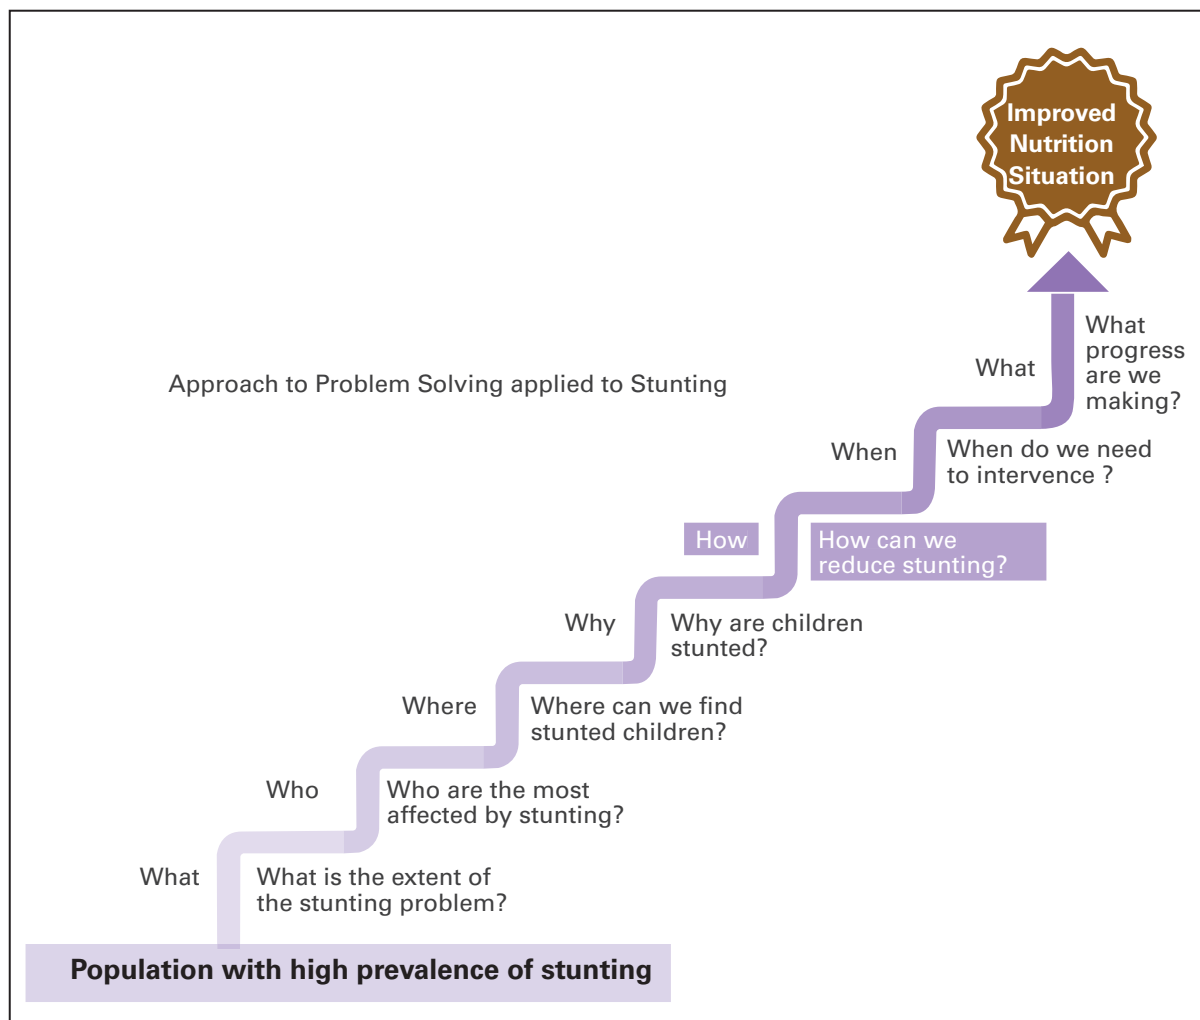 Improved
Nutrition
Situation
What
What
progress
are we
making?
Approach to Problem Solving applied to Stunting
When
When do we need
to intervence ?
How
How can we
reduce stunting?
Why
Why are children
stunted?
Where
Where can we find
stunted children?
Who
Who are the most
affected by stunting?
What
What is the extent of
the stunting problem?
Population with high prevalence of stunting